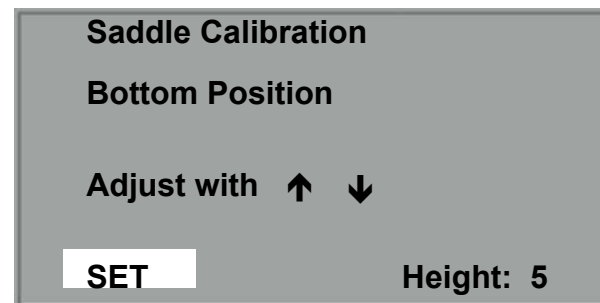 Saddle Calibration
Bottom Position
Adjust with ↑ ↓
SET Height: 5